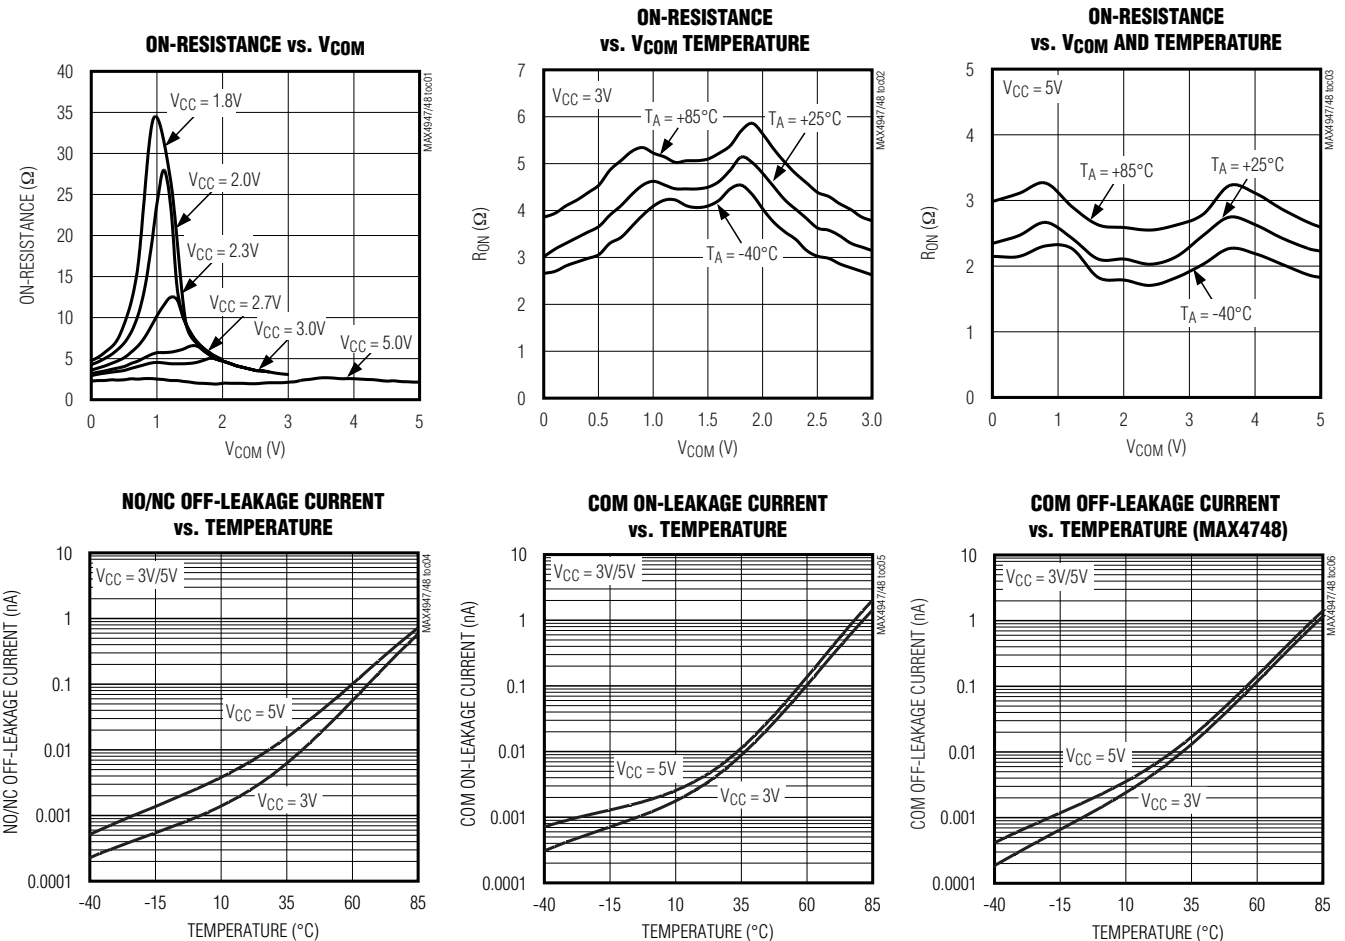 ON-RESISTANCE vs. VCOM
40
35
30
25
20
15
10
5
0
ON-RESISTANCE (Ω)
VCC = 1.8V
VCC = 2.0V
VCC = 2.3V
VCC = 2.7V
VCC = 3.0V
VCC = 5.0V
0 1 2 3 4 5
VCOM (V)
MAX4947/48 toc01
ON-RESISTANCE
vs. VCOM TEMPERATURE
7
6
5
4
3
2
1
0
RON (Ω)
VCC = 3V
TA = +85°C
TA = +25°C
TA = -40°C
0 0.5 1.0 1.5 2.0 2.5 3.0
VCOM (V)
MAX4947/48 toc02
ON-RESISTANCE
vs. VCOM AND TEMPERATURE
5
4
3
2
1
0
RON (Ω)
VCC = 5V
TA = +85°C
TA = +25°C
TA = -40°C
0 1 2 3 4 5
VCOM (V)
MAX4947/48 toc03
NO/NC OFF-LEAKAGE CURRENT
vs. TEMPERATURE
10
1
0.1
0.01
0.001
0.0001
NO/NC OFF-LEAKAGE CURRENT (nA)
VCC = 3V/5V
VCC = 5V
VCC = 3V
-40 -15 10 35 60 85
TEMPERATURE (°C)
MAX4947/48 toc04
COM ON-LEAKAGE CURRENT
vs. TEMPERATURE
10
1
0.1
0.01
0.001
0.0001
COM ON-LEAKAGE CURRENT (nA)
VCC = 3V/5V
VCC = 5V
VCC = 3V
-40 -15 10 35 60 85
TEMPERATURE (°C)
MAX4947/48 toc05
COM OFF-LEAKAGE CURRENT
vs. TEMPERATURE (MAX4748)
10
1
0.1
0.01
0.001
0.0001
COM OFF-LEAKAGE CURRENT (nA)
VCC = 3V/5V
VCC = 5V
VCC = 3V
-40 -15 10 35 60 85
TEMPERATURE (°C)
MAX4947/48 toc06